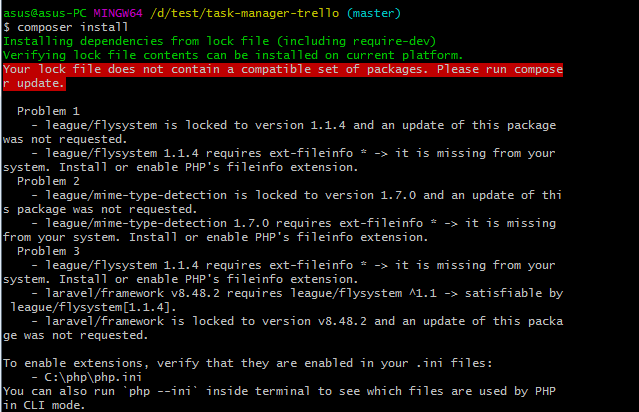 asus@asus-PC MINGW64 /d/test/task-manager-trello (master)
$ composer install
Installing dependencies from lock file (including require-dev)
Verifying lock file contents can be installed on current platform.
Your lock file does not contain a compatible set of packages. Please run compose
r update.
Problem 1
- league/flysystem is locked to version 1.1.4 and an update of this package
was not requested.
- league/flysystem 1.1.4 requires ext-fileinfo * -> it is missing from your
system. Install or enable PHP's fileinfo extension.
Problem 2
- league/mime-type-detection is locked to version 1.7.0 and an update of thi
s package was not requested.
- league/mime-type-detection 1.7.0 requires ext-fileinfo * -> it is missing
from your system. Install or enable PHP's fileinfo extension.
Problem 3
- league/flysystem 1.1.4 requires ext-fileinfo * -> it is missing from your
system. Install or enable PHP's fileinfo extension.
- laravel/framework v8.48.2 requires league/flysystem ^1.1 -> satisfiable by
league/flysystem[1.1.4].
- laravel/framework is locked to version v8.48.2 and an update of this packa
ge was not requested.
To enable extensions, verify that they are enabled in your .ini files:
- C:\php\php.ini
You can also run `php --ini` inside terminal to see which files are used by PHP
in CLI mode.